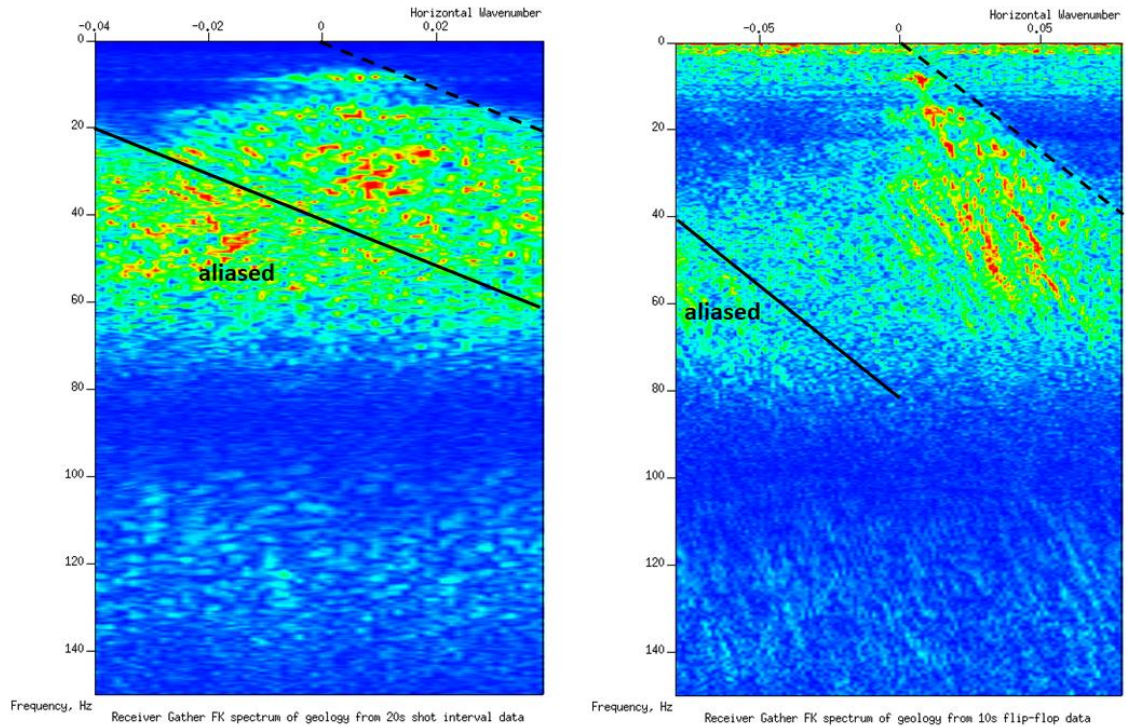 Horizontal Wavenumber
-0.04 -0.02 0 0.02
0
20
40
60
80
100
120
140
aliased
Frequency, Hz
Receiver Gather FK spectrum of geology from 20s shot interval data
Horizontal Wavenumber
-0.05 0 0.05
0
20
40
60
80
100
120
140
aliased
Frequency, Hz
Receiver Gather FK spectrum of geology from 10s flip-flop data